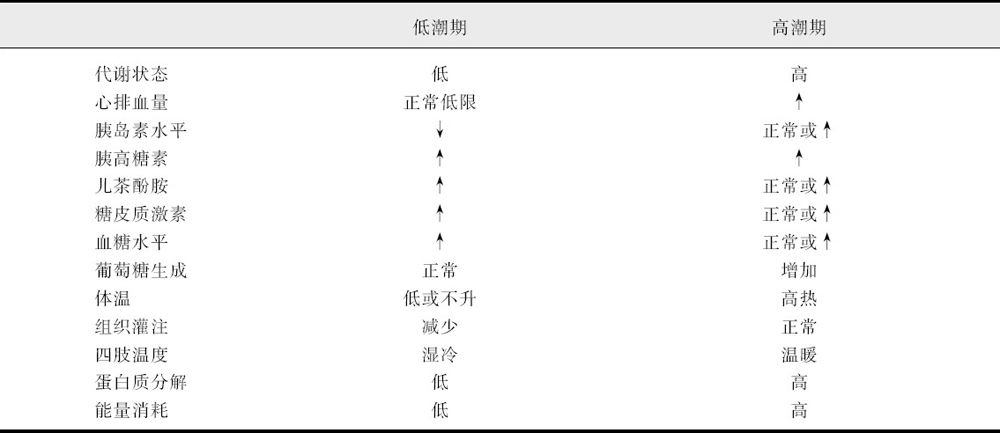 低潮期 高潮期
代谢状态 低 高
心排血量 正常低限 ↑
胰岛素水平 ↓ 正常或↑
胰高糖素 ↑ ↑
儿茶酚胺 ↑ 正常或↑
糖皮质激素 ↑ 正常或↑
血糖水平 ↑ 正常或↑
葡萄糖生成 正常 增加
体温 低或不升 高热
组织灌注 减少 正常
四肢温度 湿冷 温暖
蛋白质分解 低 高
能量消耗 低 高